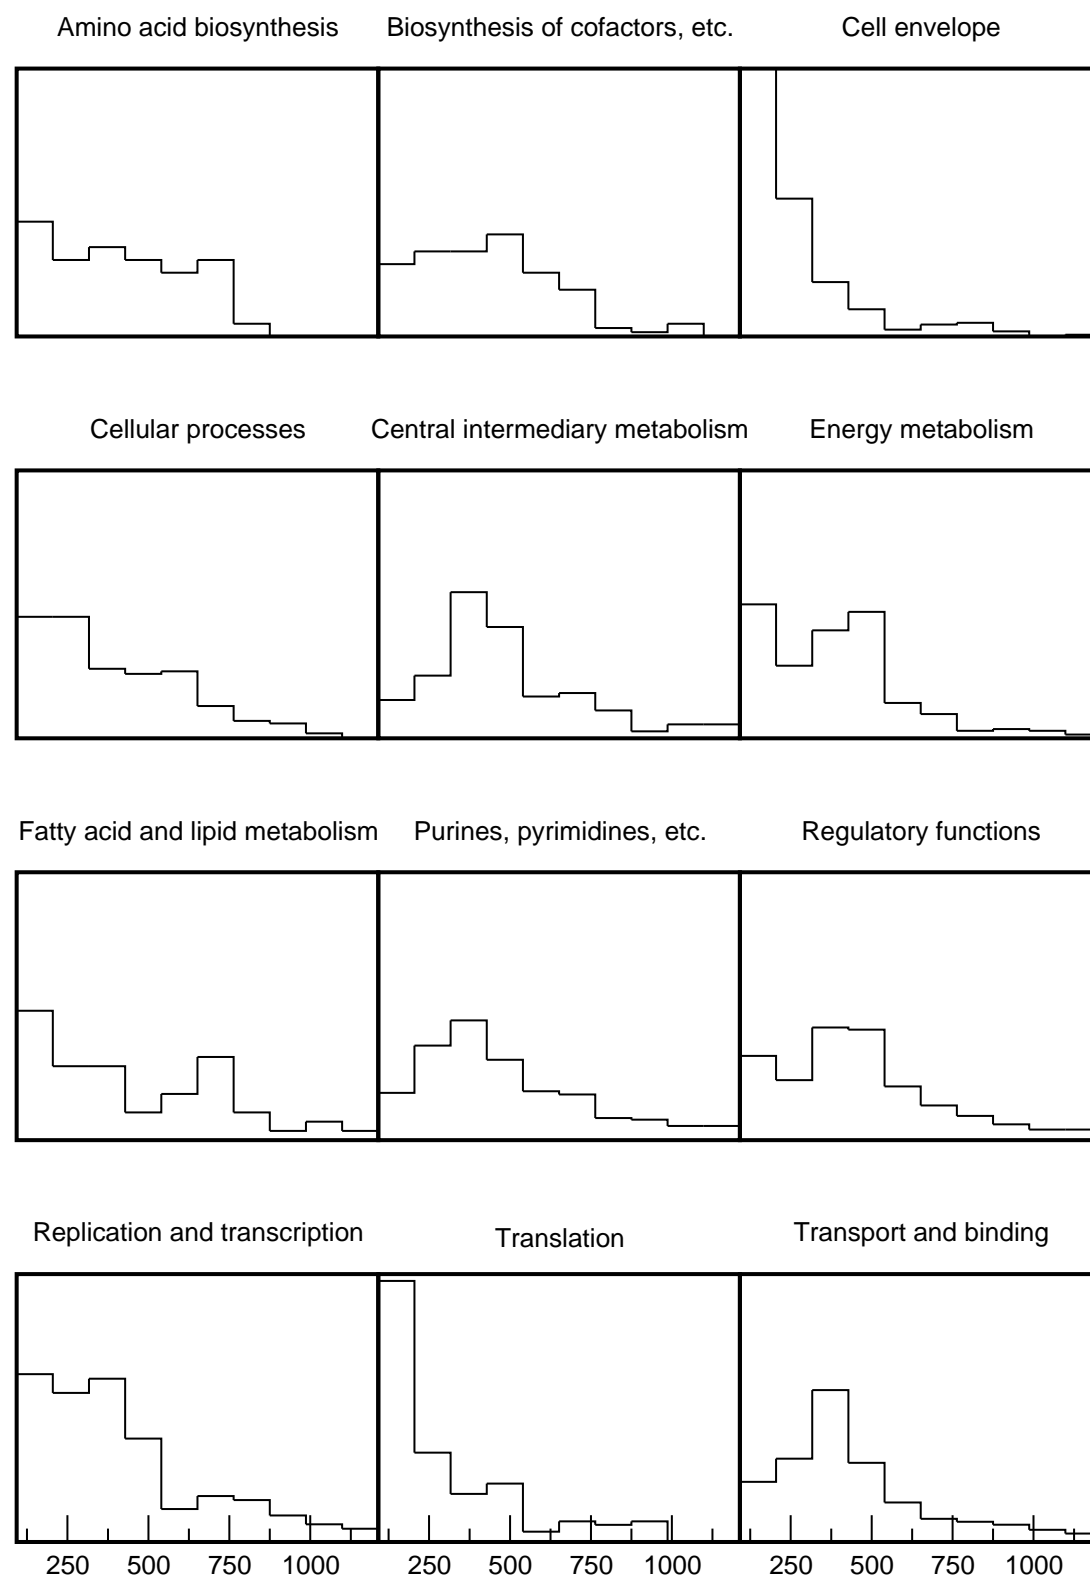 Amino acid biosynthesis Biosynthesis of cofactors, etc. Cell envelope
Cellular processes Central intermediary metabolism Energy metabolism
Fatty acid and lipid metabolism Purines, pyrimidines, etc. Regulatory functions
Replication and transcription Translation Transport and binding
250 500 750 1000 250 500 750 1000 250 500 750 1000